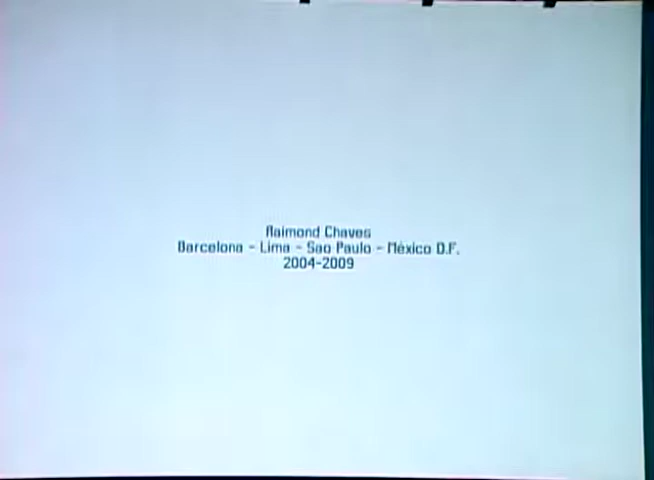 Raimond Chaves
Barcelona - Lima - Sao Paulo - México D.F.
2004-2009